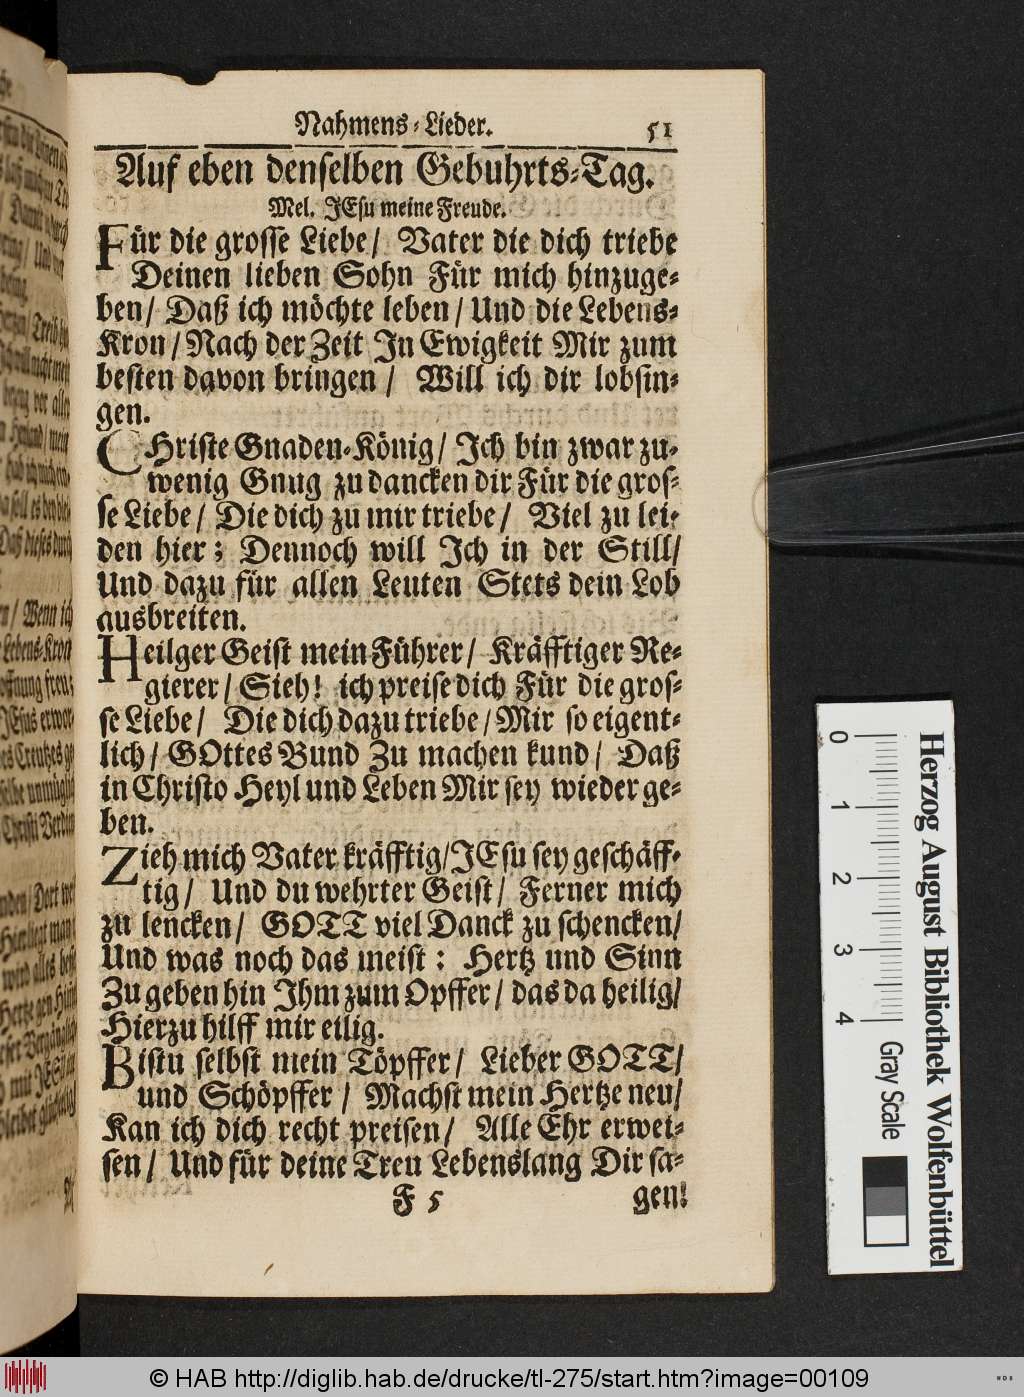 Nahmens-Lieder. 51
Auf eben denselben Gebuhrts-Tag.
Mel. JEsu meine Freude.
Für die grosse Liebe/ Vater die dich triebe
Deinen lieben Sohn Für mich hinzuge-
ben/ Daß ich möchte leben/ Und die Lebens-
Kron/ Nach der Zeit In Ewigkeit Mir zum
besten davon bringen/ Will ich dir lobsin-
gen.
CHriste Gnaden-König/ Ich bin zwar zu-
wenig Gnug zu dancken dir Für die gros-
se Liebe/ Die dich zu mir triebe/ Viel zu lei-
den hier; Dennoch will Ich in der Still/
Und dazu für allen Leuten Stets dein Lob
ausbreiten.
Heilger Geist mein Führer/ Kräfftiger Re-
gierer/ Sieh! ich preise dich Für die gros-
se Liebe/ Die dich dazu triebe/ Mir so eigent-
lich/ GOttes Bund Zu machen kund/ Daß
in Christo Heyl und Leben Mir sey wieder ge-
ben.
Zieh mich Vater kräfftig/ JEsu sey geschäff-
tig/ Und du wehrter Geist/ Ferner mich
zu lencken/ GOTT viel Danck zu schencken/
Und was noch das meist: Hertz und Sinn
Zu geben hin Ihm zum Opffer/ das da heilig/
Hierzu hilff mir eilig.
Bistu selbst mein Töpffer/ Lieber GOTT/
und Schöpffer/ Machst mein Hertze neu/
Kan ich dich recht preisen/ Alle Ehr erwei-
sen/ Und für deine Treu Lebenslang Dir sa-
F 5 gen!
0 1 2 3 4 Gray Scale
Herzog August Bibliothek Wolfenbüttel
© HAB http://diglib.hab.de/drucke/tl-275/start.htm?image=00109